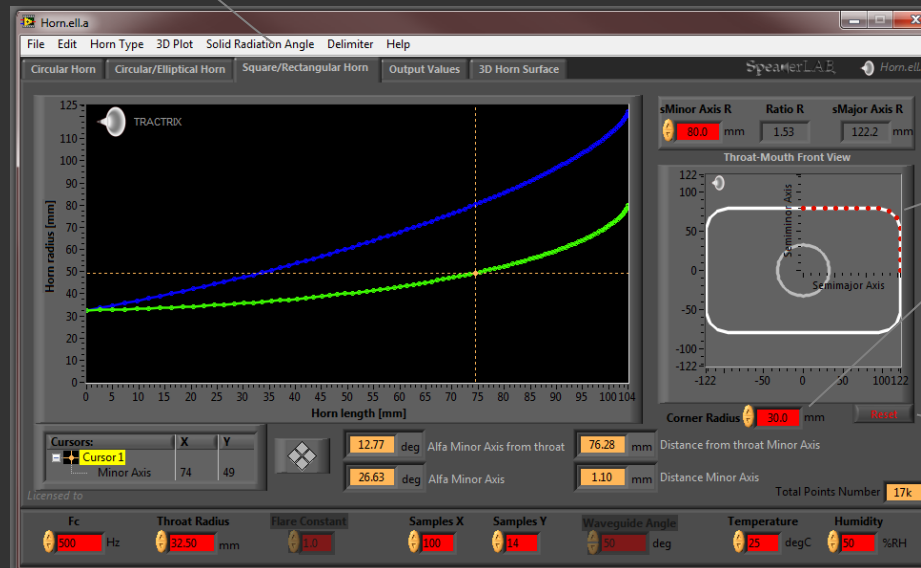 Horn.ell.a
File Edit Horn Type 3D Plot Solid Radiation Angle Delimiter Help
Circular Horn Circular/Elliptical Horn Square/Rectangular Horn Output Values 3D Horn Surface
SpeakerLAB Horn.ell.
TRACTRIX
Horn radius [mm]
125
110
100
90
80
70
60
50
40
30
20
10
0
0 5 10 15 20 25 30 35 40 45 50 55 60 65 70 75 80 85 90 95 100 104
Horn length [mm]
sMinor Axis R Ratio R sMajor Axis R
80.0 mm 1.53 122.2 mm
Throat-Mouth Front View
122
100
50
0
-50
-100
-122
Semiminor Axis
Semimajor Axis
-122 -50 0 50 100 122
Corner Radius 30.0 mm Reset
Cursors: X Y
Cursor 1
Minor Axis 74 49
12.77 deg Alfa Minor Axis from throat 76.28 mm Distance from throat Minor Axis
26.63 deg Alfa Minor Axis 1.10 mm Distance Minor Axis
Licensed to
Total Points Number 17k
Fc Throat Radius Flare Constant Samples X Samples Y Waveguide Angle Temperature Humidity
500 Hz 32.50 mm 1.0 100 14 50 deg 25 degC 50 %RH